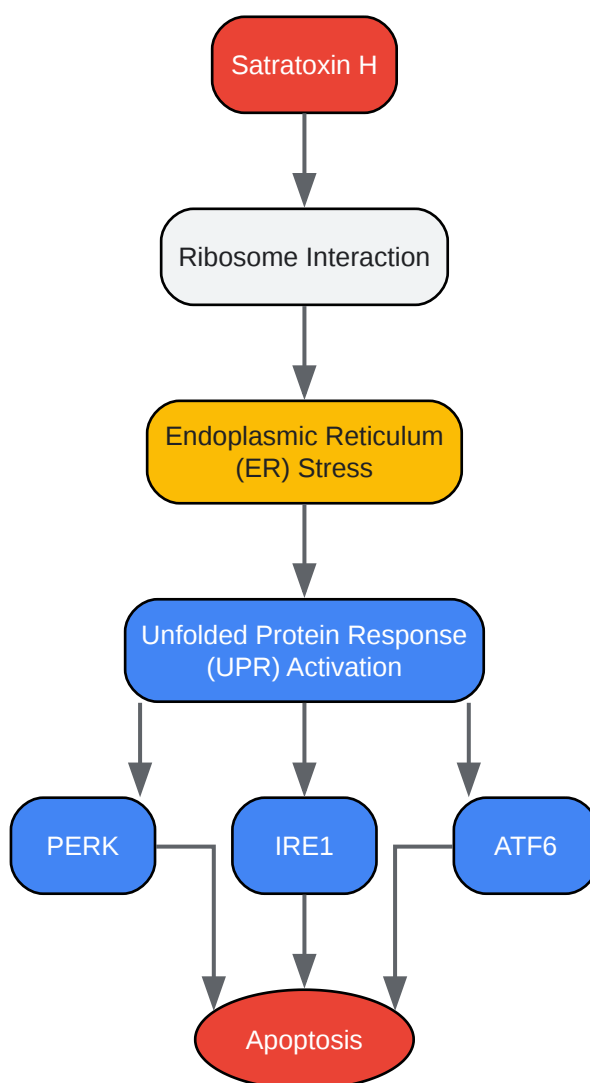 Satratoxin H
Ribosome Interaction
Endoplasmic Reticulum
(ER) Stress
Unfolded Protein Response
(UPR) Activation
PERK
IRE1
ATF6
Apoptosis